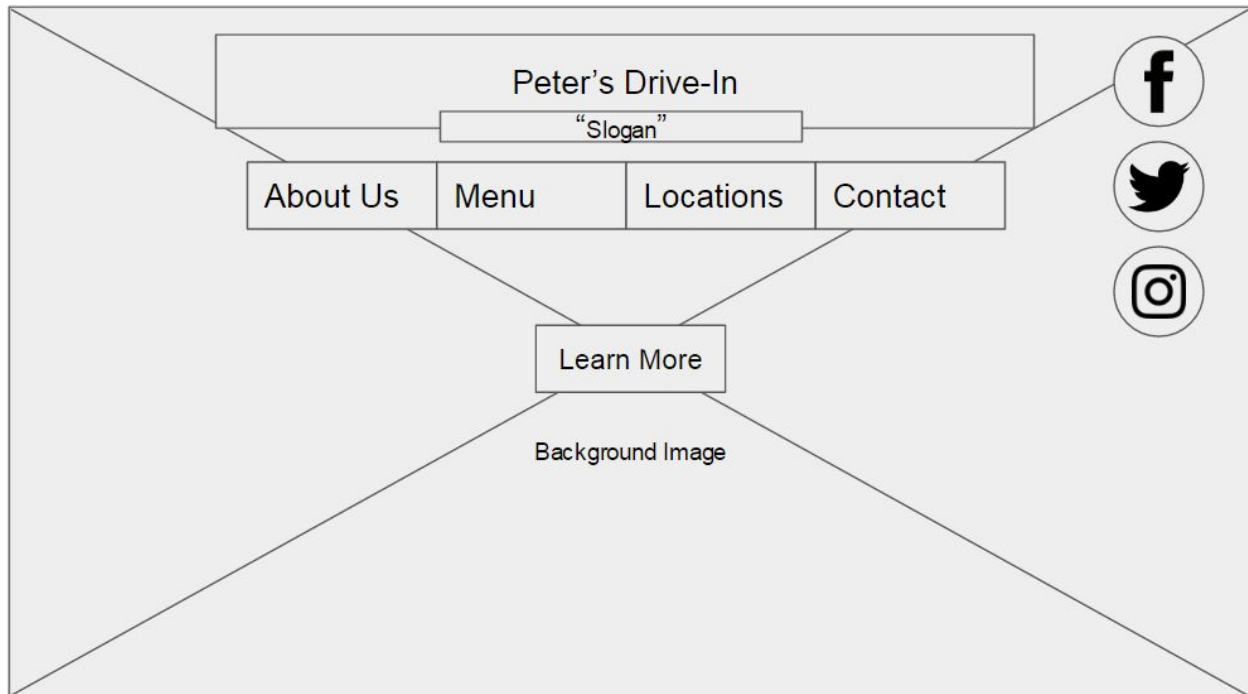 Peter’s Drive-In
“Slogan”
About Us Menu Locations Contact
Learn More
Background Image